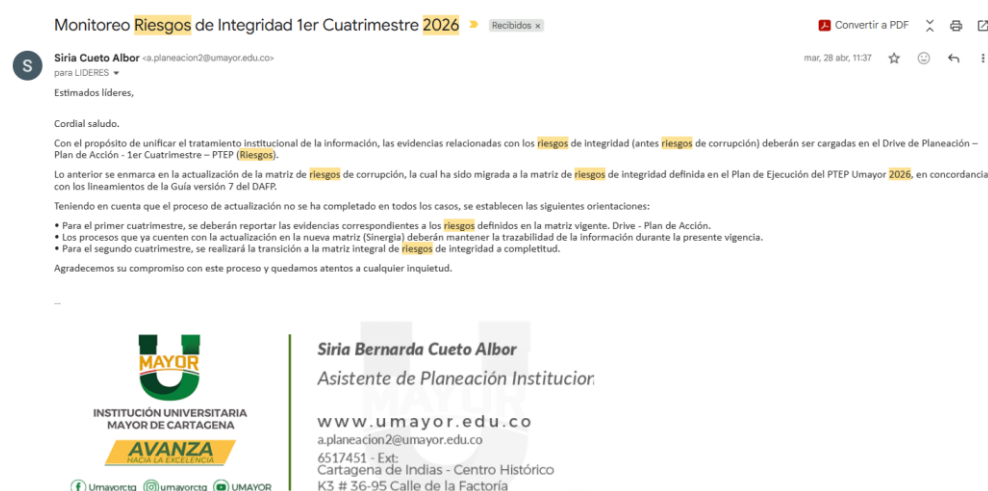 Monitoreo Riesgos de Integridad 1er Cuatrimestre 2026
Recibidos ×
Convertir a PDF
S
Siria Cueto Albor <a.planeacion2@umayor.edu.co>
mar, 28 abr, 11:37
para LIDERES
Estimados líderes,
Cordial saludo.
Con el propósito de unificar el tratamiento institucional de la información, las evidencias relacionadas con los riesgos de integridad (antes riesgos de corrupción) deberán ser cargadas en el Drive de Planeación –
Plan de Acción - 1er Cuatrimestre – PTEP (Riesgos).
Lo anterior se enmarca en la actualización de la matriz de riesgos de corrupción, la cual ha sido migrada a la matriz de riesgos de integridad definida en el Plan de Ejecución del PTEP Umayor 2026, en concordancia
con los lineamientos de la Guía versión 7 del DAFP.
Teniendo en cuenta que el proceso de actualización no se ha completado en todos los casos, se establecen las siguientes orientaciones:
• Para el primer cuatrimestre, se deberán reportar las evidencias correspondientes a los riesgos definidos en la matriz vigente. Drive - Plan de Acción.
• Los procesos que ya cuenten con la actualización en la nueva matriz (Sinergia) deberán mantener la trazabilidad de la información durante la presente vigencia.
• Para el segundo cuatrimestre, se realizará la transición a la matriz integral de riesgos de integridad a completitud.
Agradecemos su compromiso con este proceso y quedamos atentos a cualquier inquietud.
...
U
MAYOR
INSTITUCIÓN UNIVERSITARIA
MAYOR DE CARTAGENA
AVANZA
HACIA LA EXCELENCIA
Umayorctg umayorctg UMAYOR
Siria Bernarda Cueto Albor
Asistente de Planeación Institucion
www.umayor.edu.co
a.planeacion2@umayor.edu.co
6517451 - Ext:
Cartagena de Indias - Centro Histórico
K3 # 36-95 Calle de la Factoría